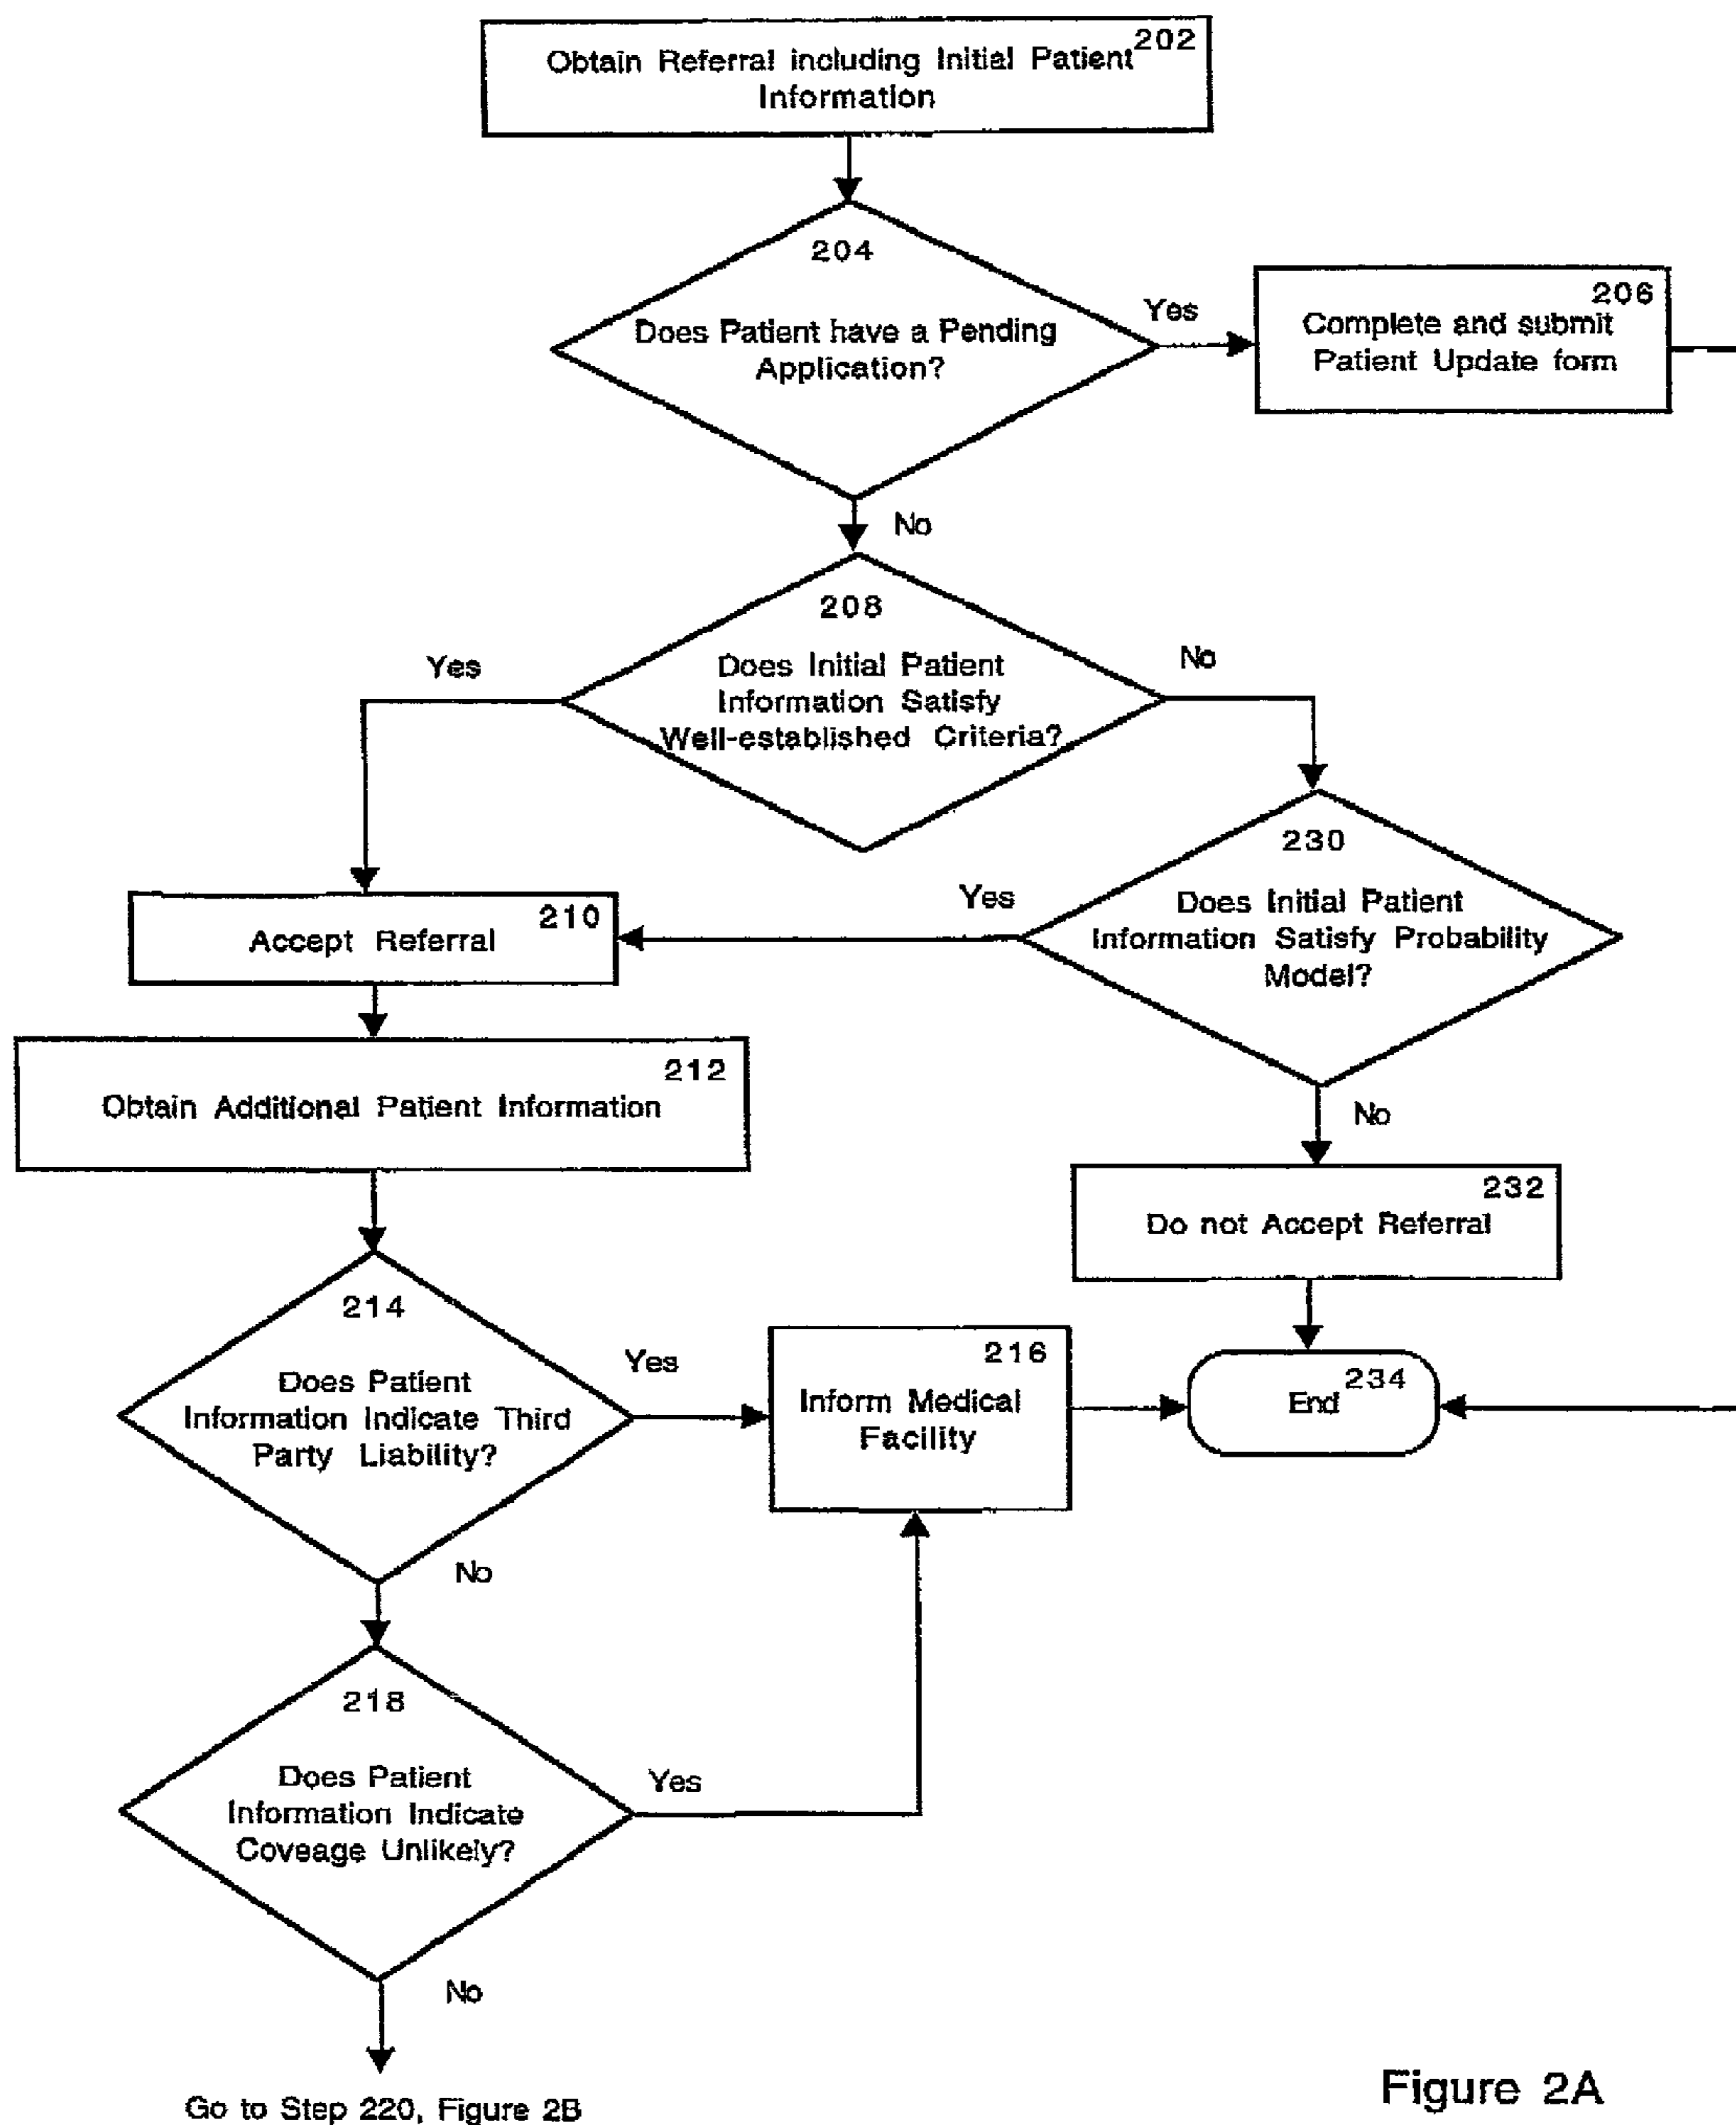 202
Obtain Referral including Initial Patient
Information
204
Does Patient have a Pending
Application?
Yes
206
Complete and submit
Patient Update form
No
208
Does Initial Patient
Information Satisfy
Well-established Criteria?
Yes
No
230
Does Initial Patient
Information Satisfy Probability
Model?
Yes
210
Accept Referral
212
Obtain Additional Patient Information
No
232
Do not Accept Referral
214
Does Patient
Information Indicate Third
Party Liability?
Yes
216
Inform Medical
Facility
234
End
No
218
Does Patient
Information Indicate
Coveage Unlikely?
Yes
No
Go to Step 220, Figure 2B
Figure 2A